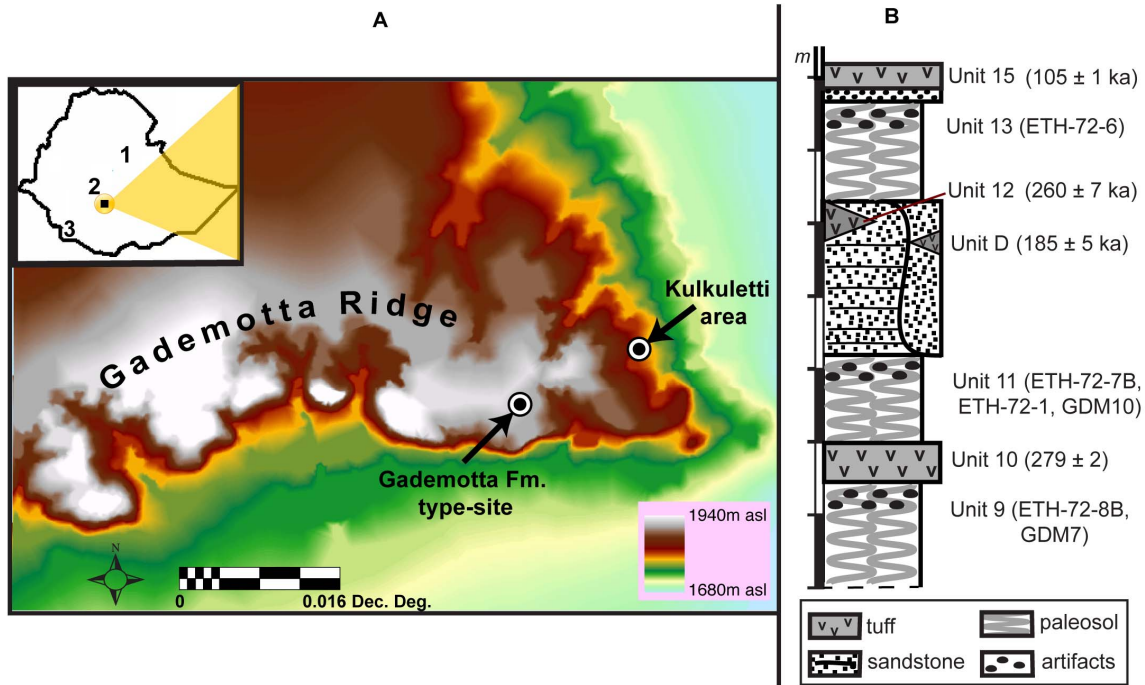 A
B
1
2
3
Gademotta Ridge
Kulkuletti
area
Gademotta Fm.
type-site
N
0
0.016 Dec. Deg.
1940m asl
1680m asl
m
Unit 15 (105 ± 1 ka)
Unit 13 (ETH-72-6)
Unit 12 (260 ± 7 ka)
Unit D (185 ± 5 ka)
Unit 11 (ETH-72-7B,
ETH-72-1, GDM10)
Unit 10 (279 ± 2)
Unit 9 (ETH-72-8B,
GDM7)
tuff
paleosol
sandstone
artifacts